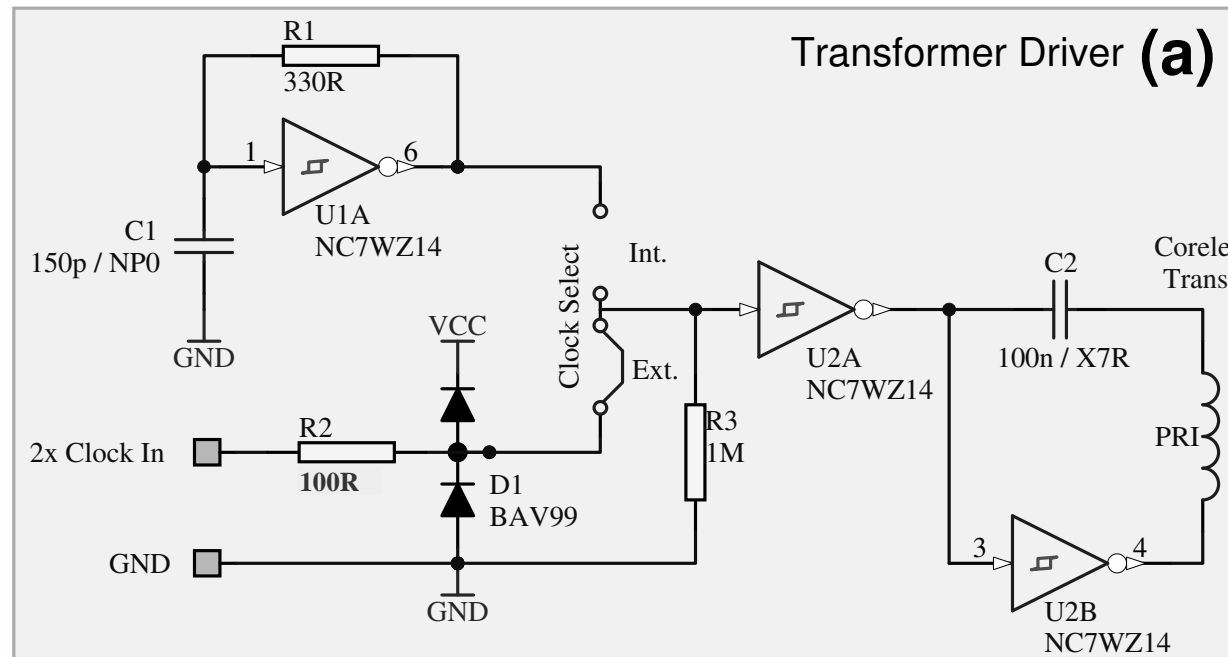 Transformer Driver (a)
R1
330R
1
6
U1A
NC7WZ14
C1
150p / NP0
GND
Clock Select
Int.
Ext.
VCC
2x Clock In
R2
100R
D1
BAV99
GND
GND
R3
1M
U2A
NC7WZ14
C2
100n / X7R
Corele
Trans
PRI
3
4
U2B
NC7WZ14